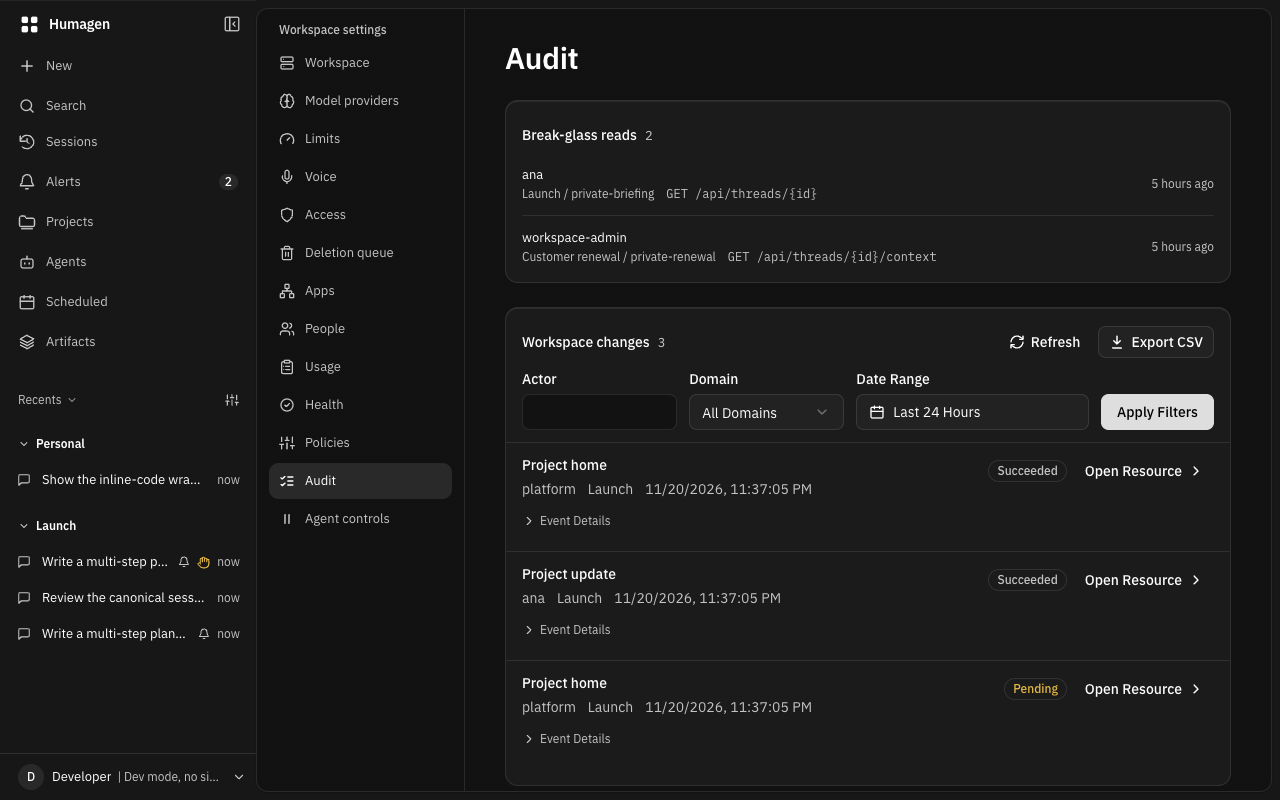 Humagen
New
Search
Sessions
Alerts 2
Projects
Agents
Scheduled
Artifacts
Recents
Personal
Show the inline-code wra... now
Launch
Write a multi-step p... now
Review the canonical sess... now
Write a multi-step plan... now
D Developer | Dev mode, no si...
Workspace settings
Workspace
Model providers
Limits
Voice
Access
Deletion queue
Apps
People
Usage
Health
Policies
Audit
Agent controls
Audit
Break-glass reads 2
ana
Launch / private-briefing GET /api/threads/{id}
5 hours ago
workspace-admin
Customer renewal / private-renewal GET /api/threads/{id}/context
5 hours ago
Workspace changes 3
Refresh
Export CSV
Actor Domain Date Range
All Domains Last 24 Hours Apply Filters
Project home
Succeeded Open Resource
platform Launch 11/20/2026, 11:37:05 PM
Event Details
Project update
Succeeded Open Resource
ana Launch 11/20/2026, 11:37:05 PM
Event Details
Project home
Pending Open Resource
platform Launch 11/20/2026, 11:37:05 PM
Event Details